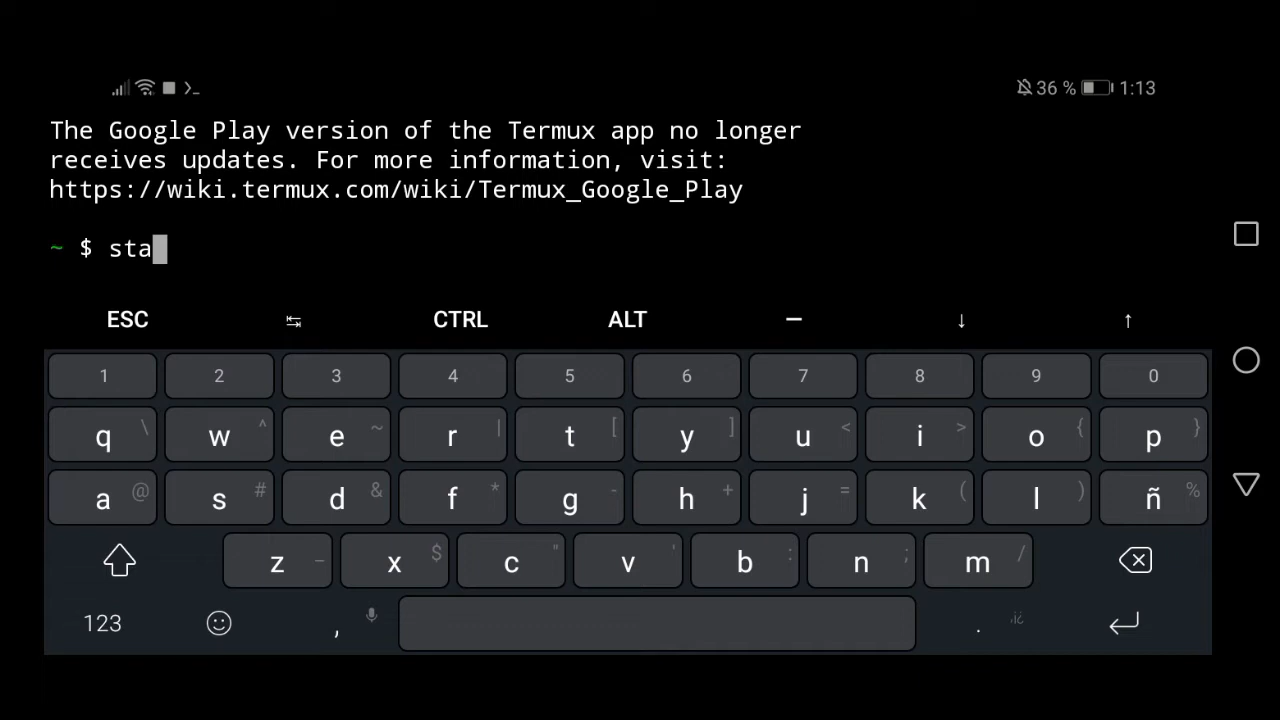 36 % 1:13
The Google Play version of the Termux app no longer
receives updates. For more information, visit:
https://wiki.termux.com/wiki/Termux_Google_Play
~ $ sta
ESC ↹ CTRL ALT — ↓ ↑
1 2 3 4 5 6 7 8 9 0
q \ w ^ e ~ r | t [ y ] u < i > o { p }
a @ s # d & f * g - h + j = k ( l ) ñ %
z _ x $ c " v ' b : n ; m /
123 , . ,!¿